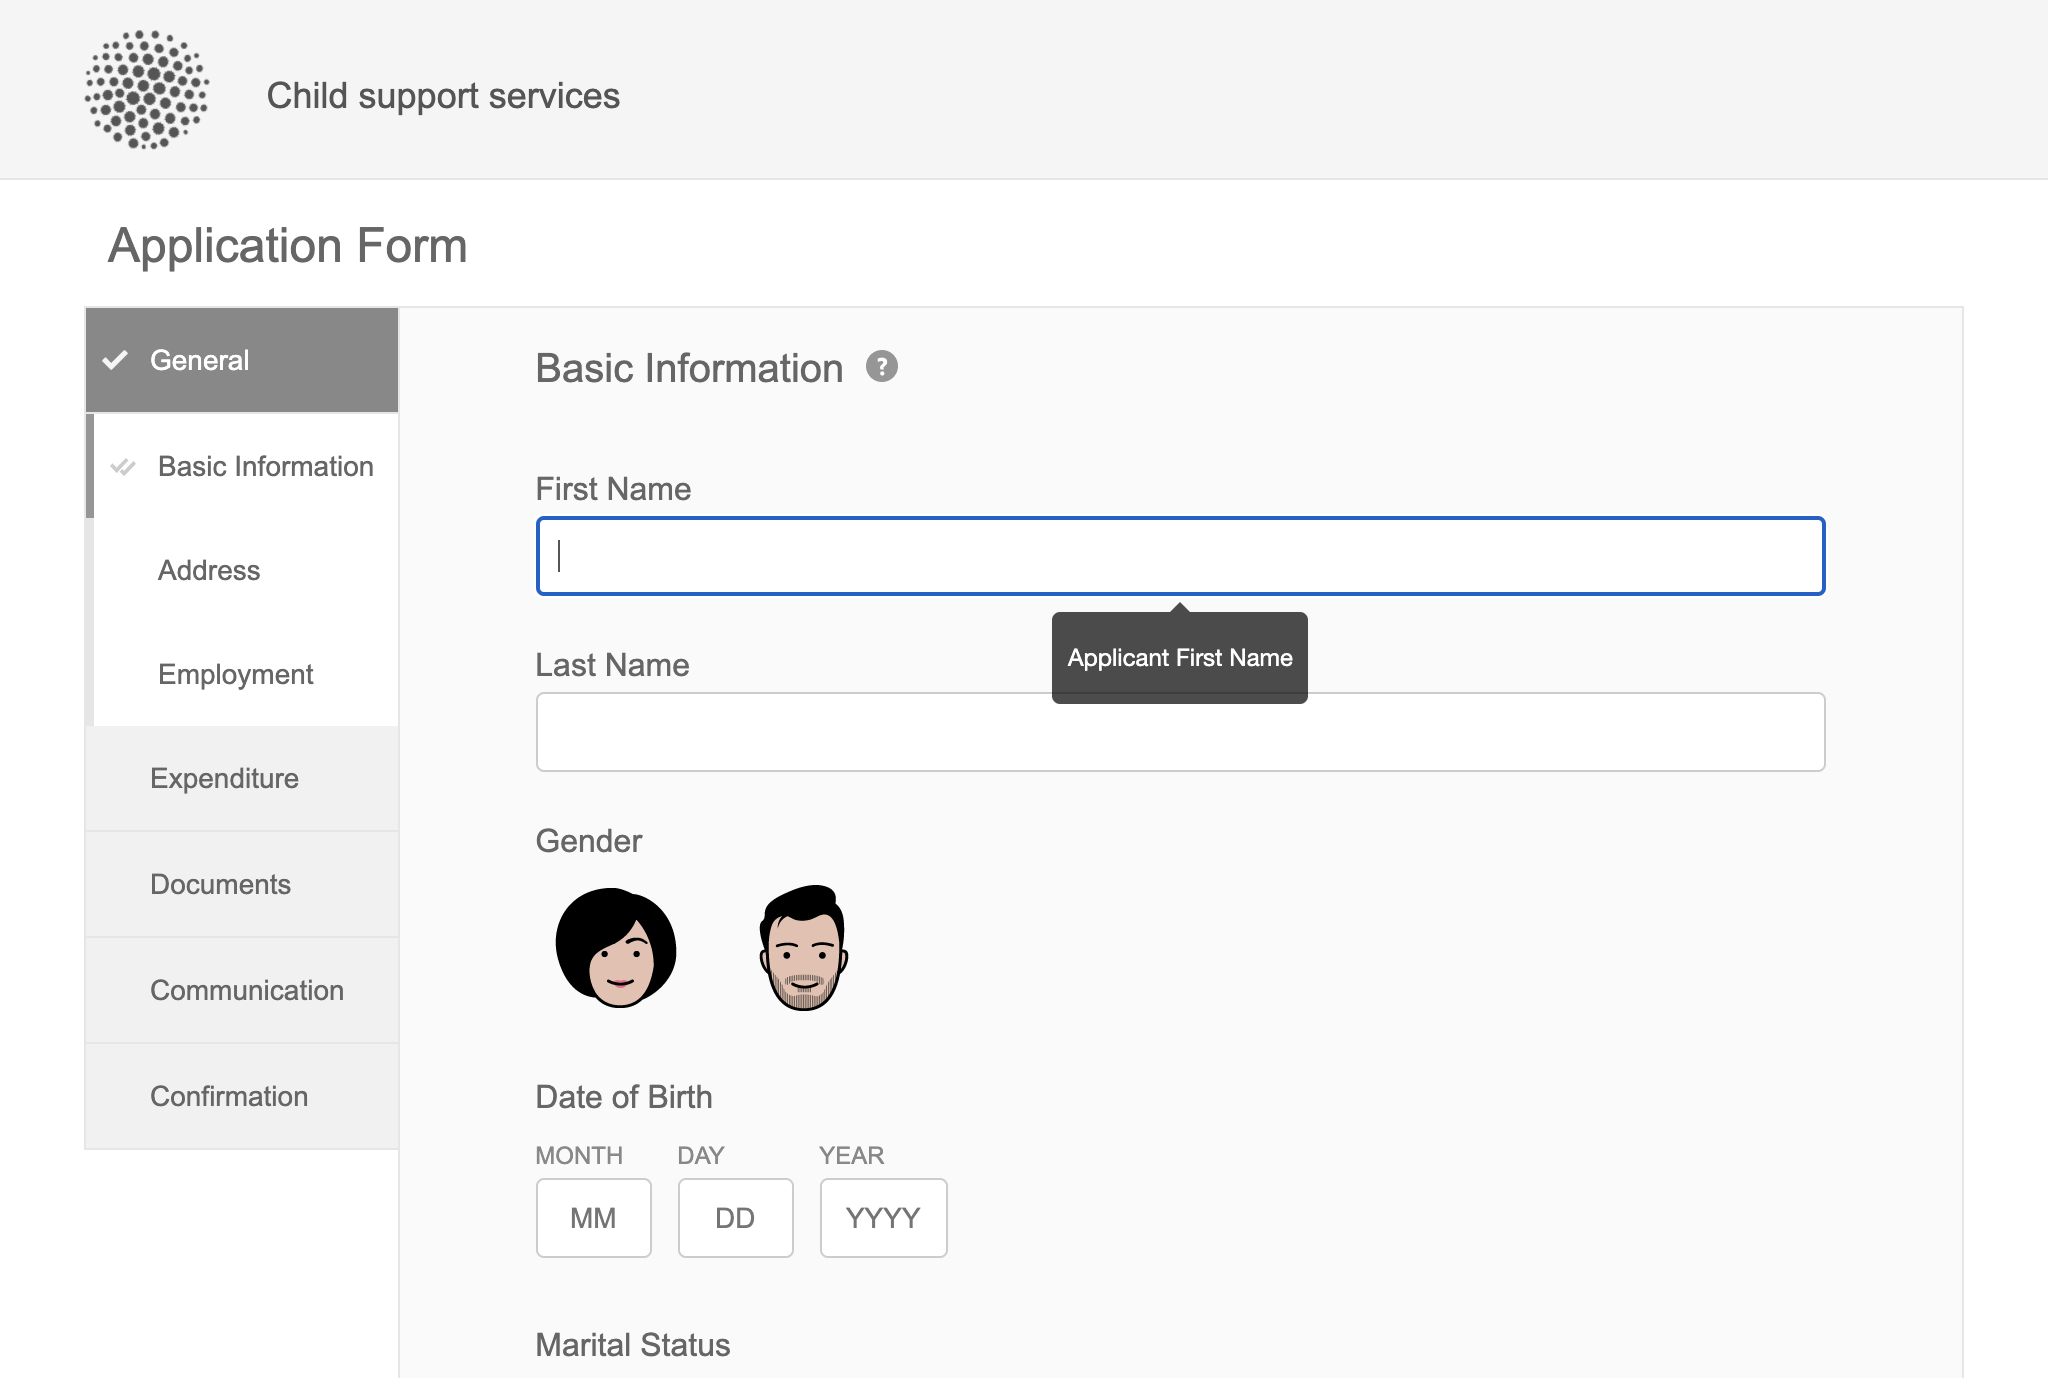 Child support services
Application Form
General
Basic Information
Address
Employment
Expenditure
Documents
Communication
Confirmation
Basic Information ?
First Name
Applicant First Name
Last Name
Gender
Date of Birth
MONTH DAY YEAR
MM DD YYYY
Marital Status